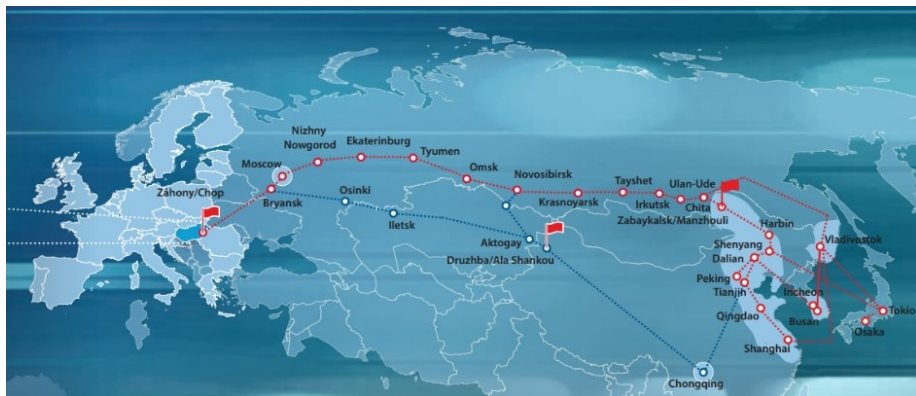 Nizhny
Nowgorod
Ekaterinburg
Tyumen
Moscow
Omsk
Novosibirsk
Tayshet
Ulan-Ude
Záhony/Chop
Bryansk
Osinki
Krasnoyarsk
Irkutsk
Chita
Iletsk
Zabaykalsk/Manzhouli
Harbin
Aktogay
Shenyang
Vladivostok
Druzhba/Ala Shankou
Dalian
Peking
Tianjin
Incheon
Qingdao
Busan
Tokio
Osaka
Shanghai
Chongqing